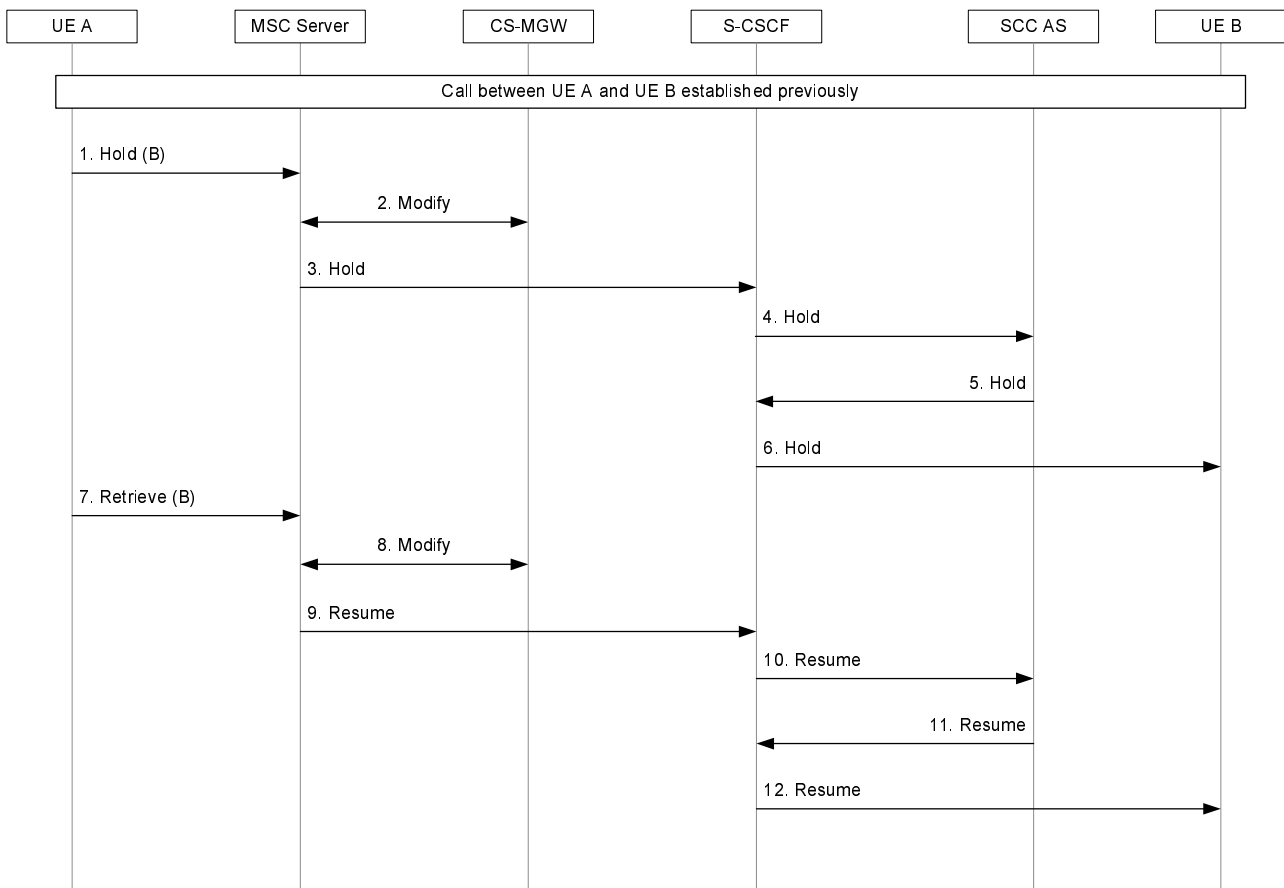 UE A
MSC Server
CS-MGW
S-CSCF
SCC AS
UE B
Call between UE A and UE B established previously
1. Hold (B)
2. Modify
3. Hold
4. Hold
5. Hold
6. Hold
7. Retrieve (B)
8. Modify
9. Resume
10. Resume
11. Resume
12. Resume